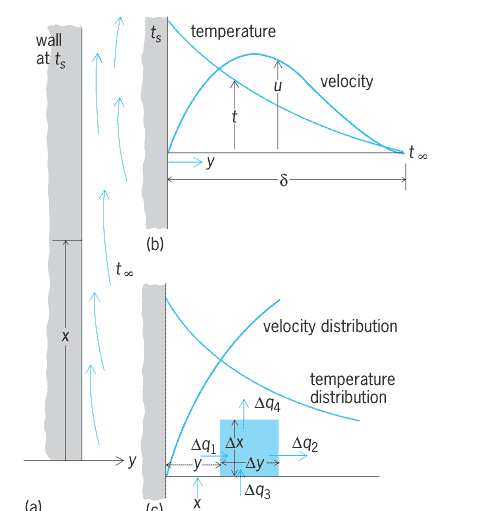 wall
at ts
t∞
x
y
(a)
ts
temperature
velocity
u
t
t∞
y
δ
(b)
velocity distribution
temperature
distribution
Δq4
Δq1
Δx
Δq2
y
Δy
Δq3
x
(c)